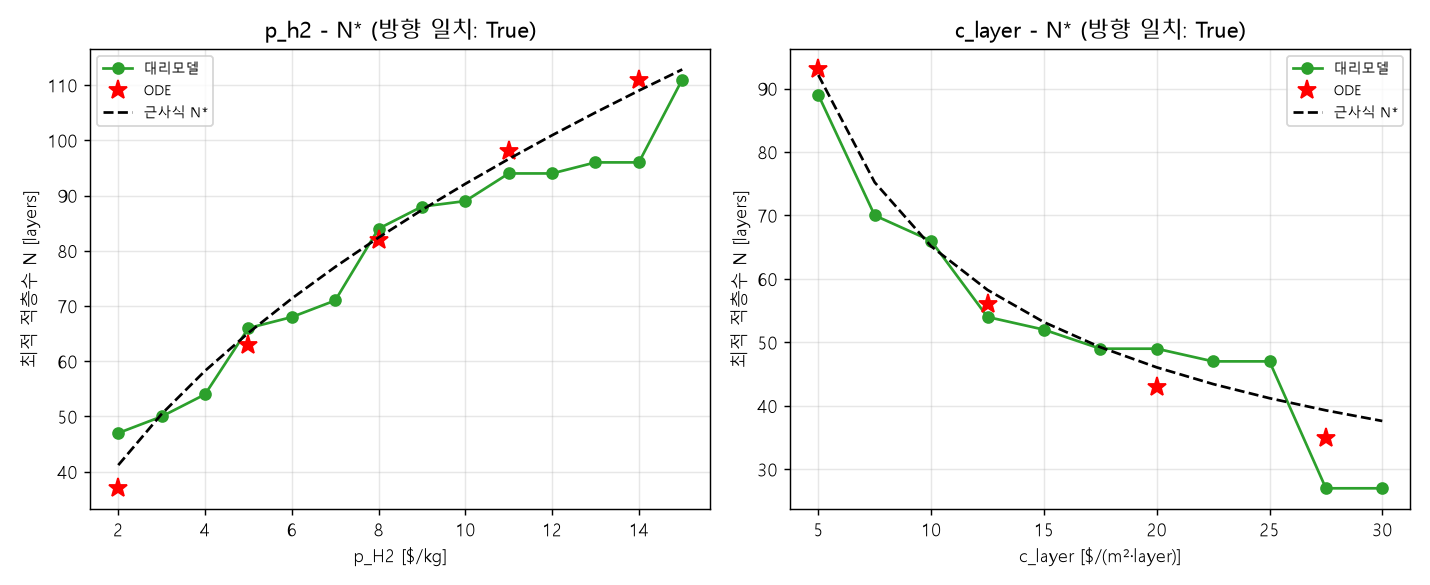 p_h2 - N* (방향 일치: True)
대리모델
ODE
근사식 N*
최적 적층수 N [layers]
110
100
90
80
70
60
50
40
2
4
6
8
10
12
14
p_H2 [$/kg]
c_layer - N* (방향 일치: True)
대리모델
ODE
근사식 N*
최적 적층수 N [layers]
90
80
70
60
50
40
30
5
10
15
20
25
30
c_layer [$/(m²·layer)]